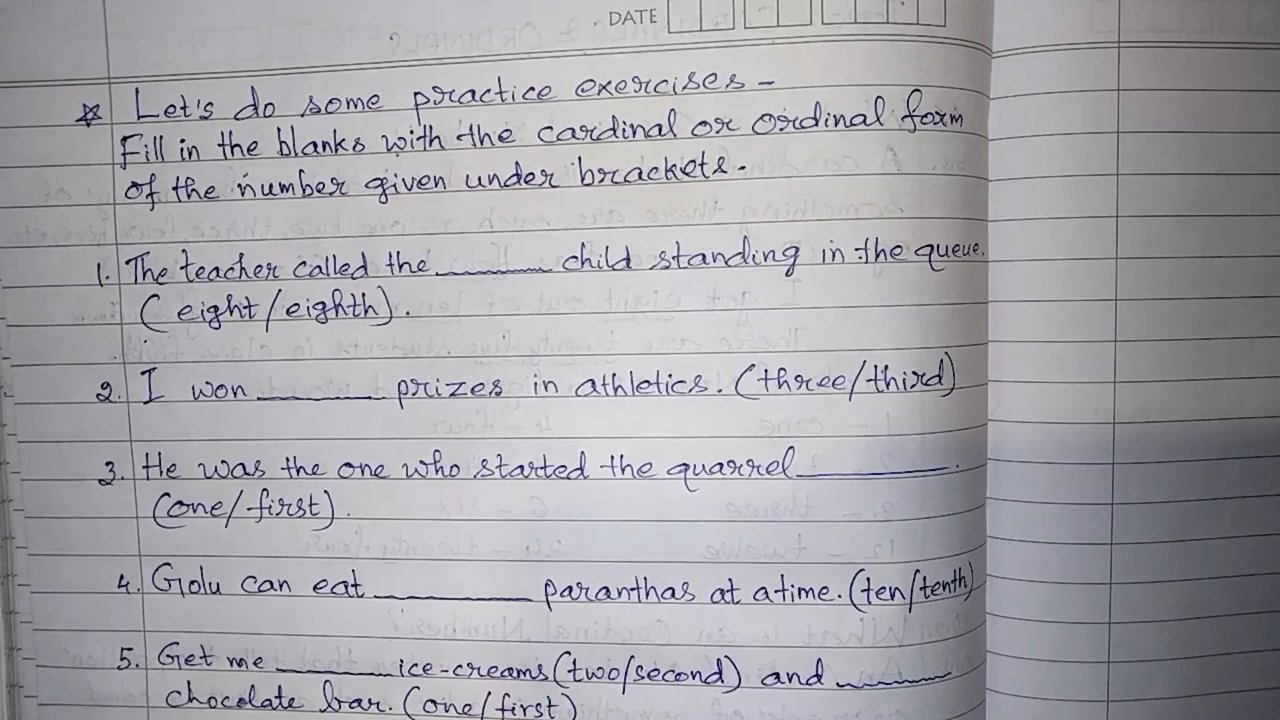 DATE
☆ Let's do some practice exercises -
Fill in the blanks with the cardinal or ordinal form
of the number given under brackets.
1. The teacher called the ______ child standing in the queue.
(eight/eighth).
2. I won ______ prizes in athletics. (three/third)
3. He was the one who started the quarrel ______.
(one/first).
4. Golu can eat ______ paranthas at a time. (ten/tenth)
5. Get me ______ ice-creams (two/second) and ______
chocolate bar. (one/first)